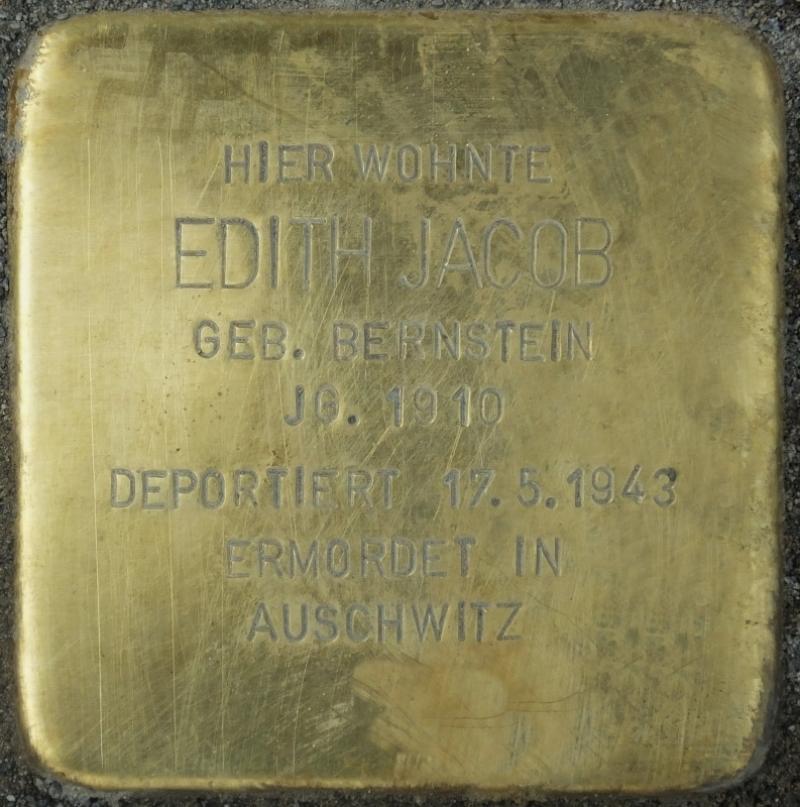 HIER WOHNTE
EDITH JACOB
GEB. BERNSTEIN
JG. 1910
DEPORTIERT 17.5.1943
ERMORDET IN
AUSCHWITZ